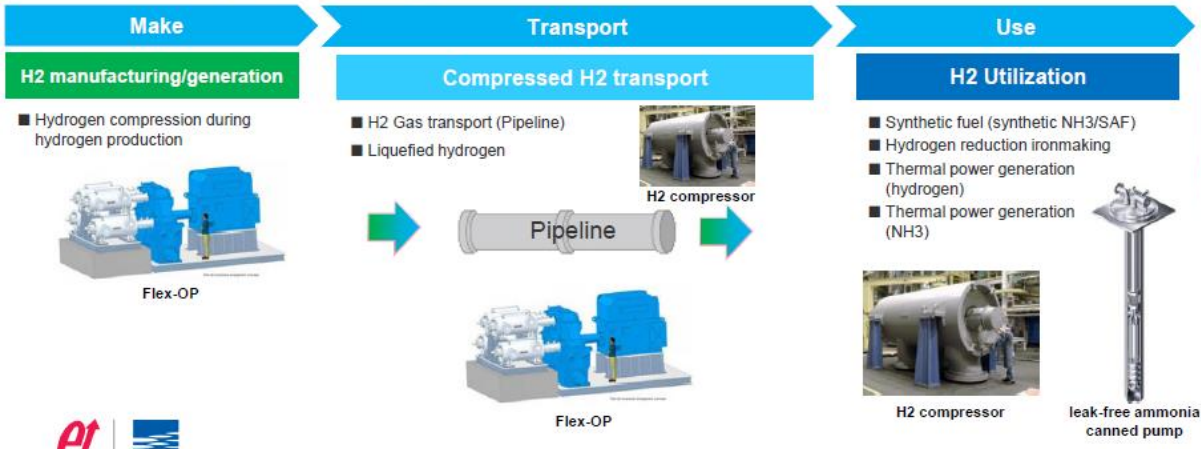 Make
Transport
Use
H2 manufacturing/generation
Compressed H2 transport
H2 Utilization
■ Hydrogen compression during
hydrogen production
Flex-OP
■ H2 Gas transport (Pipeline)
■ Liquefied hydrogen
H2 compressor
Pipeline
Flex-OP
■ Synthetic fuel (synthetic NH3/SAF)
■ Hydrogen reduction ironmaking
■ Thermal power generation
(hydrogen)
■ Thermal power generation
(NH3)
H2 compressor
leak-free ammonia
canned pump